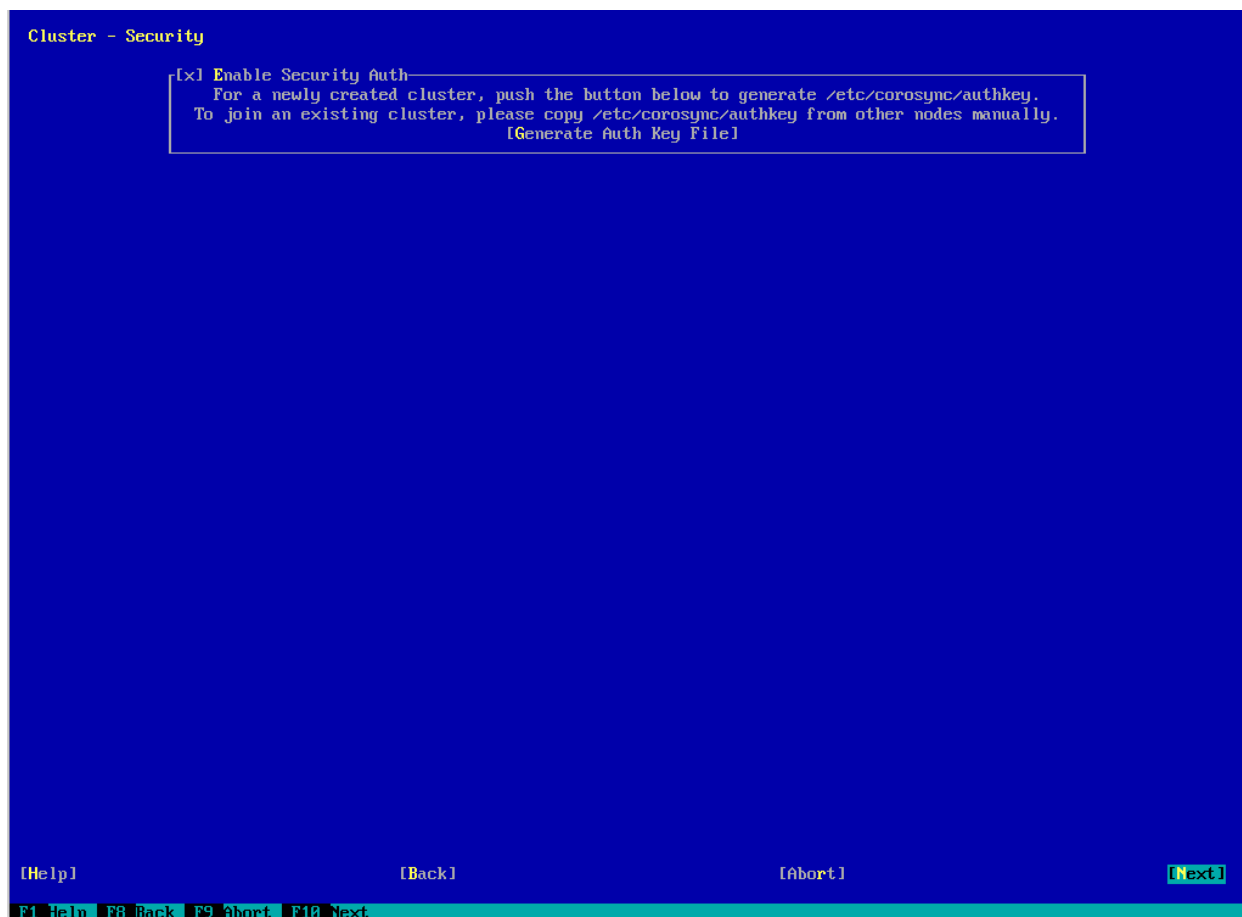 Cluster - Security
[x] Enable Security Auth
For a newly created cluster, push the button below to generate /etc/corosync/authkey.
To join an existing cluster, please copy /etc/corosync/authkey from other nodes manually.
[Generate Auth Key File]
[Help] [Back] [Abort] [Next]
F1 Help F8 Back F9 Abort F10 Next